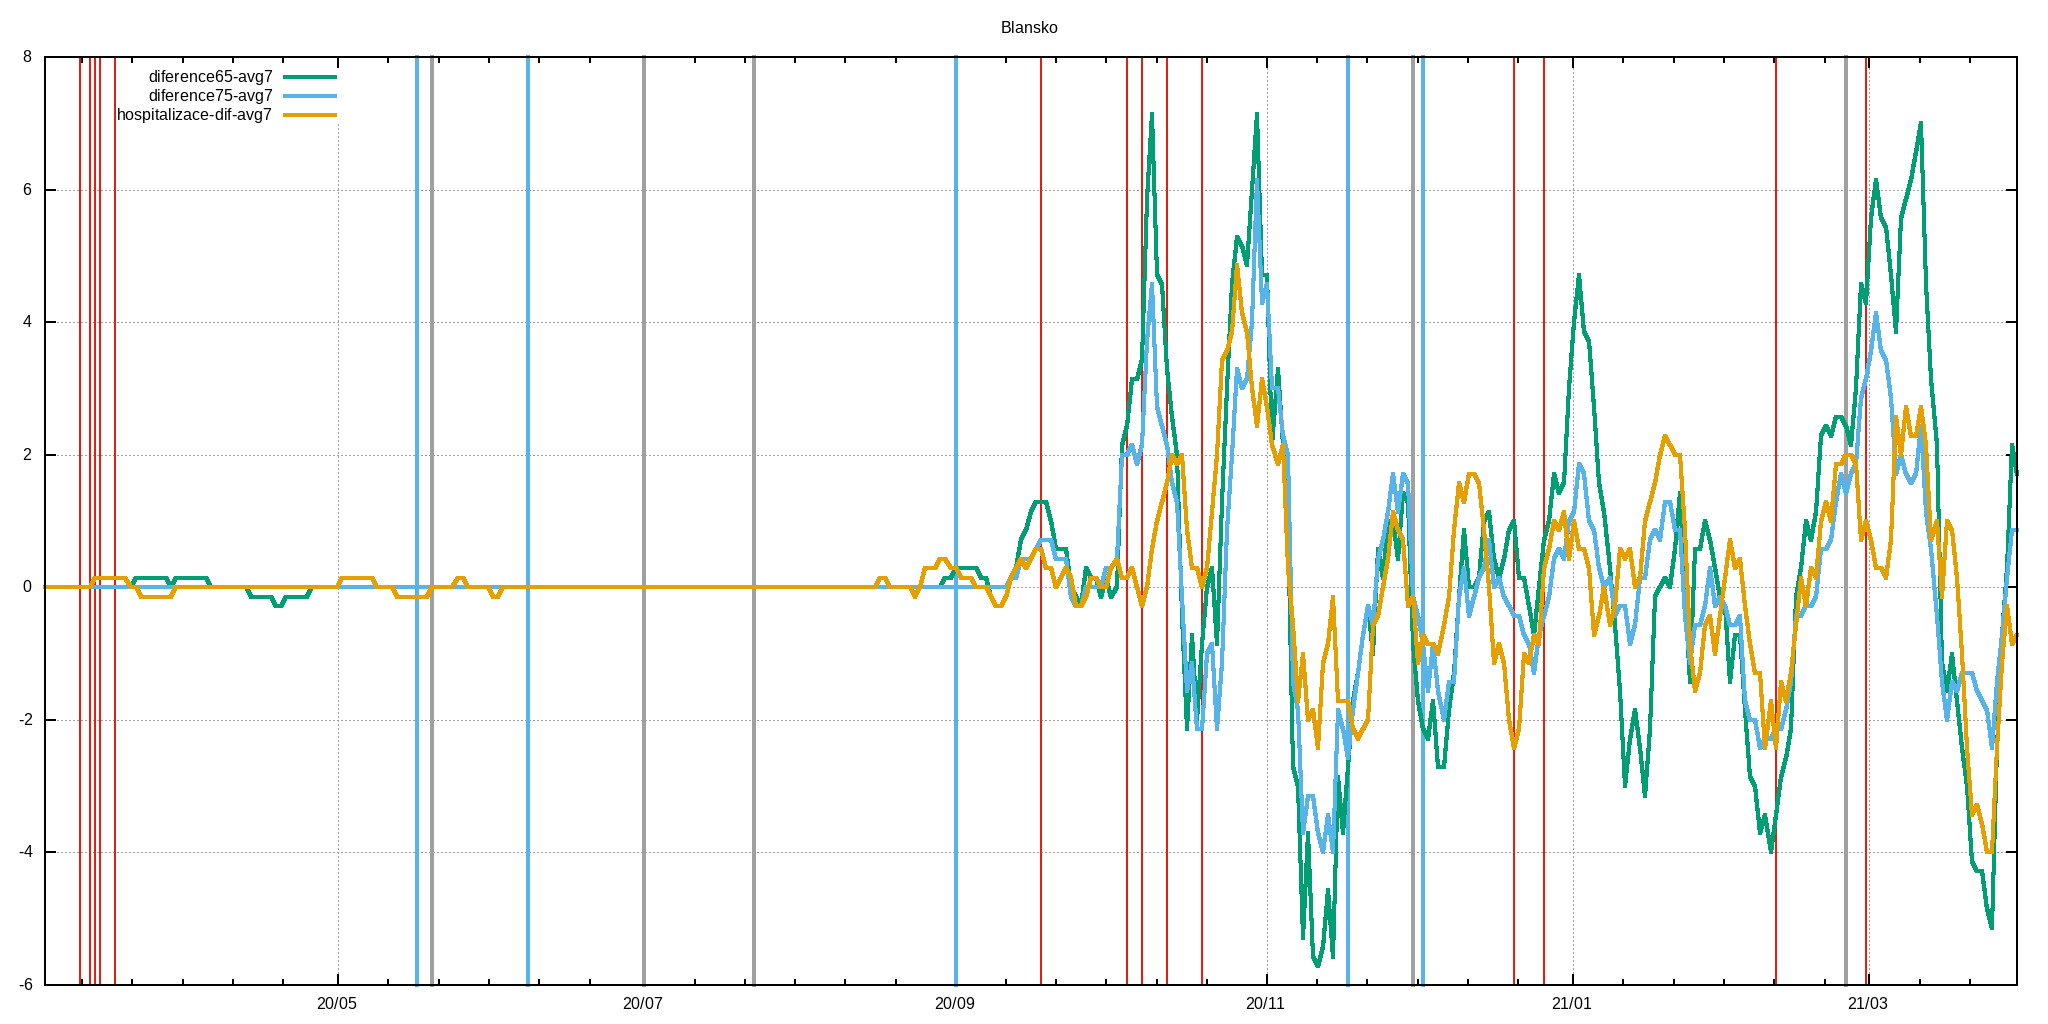 Blansko
8
diference65-avg7
diference75-avg7
hospitalizace-dif-avg7
6
4
2
0
-2
-4
-6
20/05 20/07 20/09 20/11 21/01 21/03